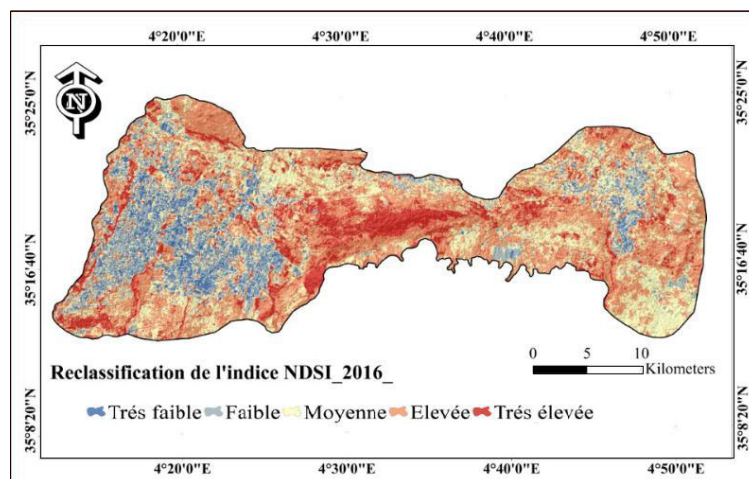 4°20'0"E 4°30'0"E 4°40'0"E 4°50'0"E
35°25'0"N 35°25'0"N
N
35°16'40"N 35°16'40"N
35°8'20"N 35°8'20"N
Reclassification de l'indice NDSI_2016_
0 5 10
Kilometers
Trés faible Faible Moyenne Elevée Trés élevée
4°20'0"E 4°30'0"E 4°40'0"E 4°50'0"E